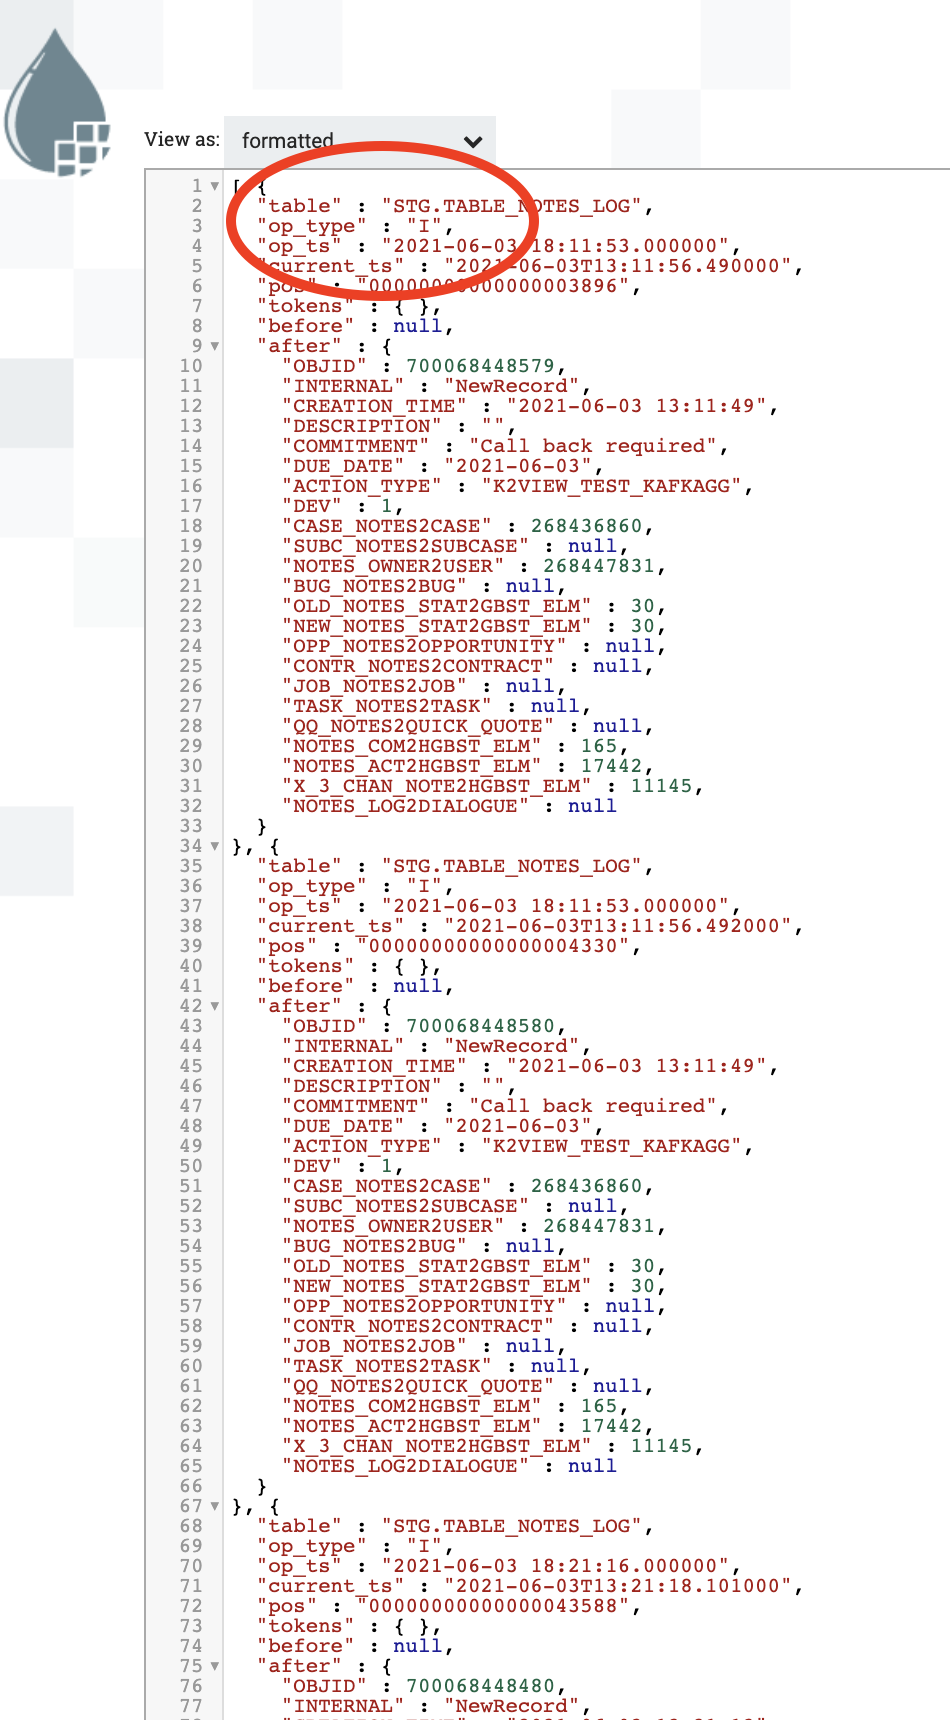 View as: formatted
1 [ {
2 "table" : "STG.TABLE_NOTES_LOG",
3 "op_type" : "I",
4 "op_ts" : "2021-06-03 18:11:53.000000",
5 "current_ts" : "2021-06-03T13:11:56.490000",
6 "pos" : "00000000000000003896",
7 "tokens" : { },
8 "before" : null,
9 "after" : {
10 "OBJID" : 700068448579,
11 "INTERNAL" : "NewRecord",
12 "CREATION_TIME" : "2021-06-03 13:11:49",
13 "DESCRIPTION" : "",
14 "COMMITMENT" : "Call back required",
15 "DUE_DATE" : "2021-06-03",
16 "ACTION_TYPE" : "K2VIEW_TEST_KAFKAGG",
17 "DEV" : 1,
18 "CASE_NOTES2CASE" : 268436860,
19 "SUBC_NOTES2SUBCASE" : null,
20 "NOTES_OWNER2USER" : 268447831,
21 "BUG_NOTES2BUG" : null,
22 "OLD_NOTES_STAT2GBST_ELM" : 30,
23 "NEW_NOTES_STAT2GBST_ELM" : 30,
24 "OPP_NOTES2OPPORTUNITY" : null,
25 "CONTR_NOTES2CONTRACT" : null,
26 "JOB_NOTES2JOB" : null,
27 "TASK_NOTES2TASK" : null,
28 "QQ_NOTES2QUICK_QUOTE" : null,
29 "NOTES_COM2HGBST_ELM" : 165,
30 "NOTES_ACT2HGBST_ELM" : 17442,
31 "X_3_CHAN_NOTE2HGBST_ELM" : 11145,
32 "NOTES_LOG2DIALOGUE" : null
33 }
34 }, {
35 "table" : "STG.TABLE_NOTES_LOG",
36 "op_type" : "I",
37 "op_ts" : "2021-06-03 18:11:53.000000",
38 "current_ts" : "2021-06-03T13:11:56.492000",
39 "pos" : "00000000000000004330",
40 "tokens" : { },
41 "before" : null,
42 "after" : {
43 "OBJID" : 700068448580,
44 "INTERNAL" : "NewRecord",
45 "CREATION_TIME" : "2021-06-03 13:11:49",
46 "DESCRIPTION" : "",
47 "COMMITMENT" : "Call back required",
48 "DUE_DATE" : "2021-06-03",
49 "ACTION_TYPE" : "K2VIEW_TEST_KAFKAGG",
50 "DEV" : 1,
51 "CASE_NOTES2CASE" : 268436860,
52 "SUBC_NOTES2SUBCASE" : null,
53 "NOTES_OWNER2USER" : 268447831,
54 "BUG_NOTES2BUG" : null,
55 "OLD_NOTES_STAT2GBST_ELM" : 30,
56 "NEW_NOTES_STAT2GBST_ELM" : 30,
57 "OPP_NOTES2OPPORTUNITY" : null,
58 "CONTR_NOTES2CONTRACT" : null,
59 "JOB_NOTES2JOB" : null,
60 "TASK_NOTES2TASK" : null,
61 "QQ_NOTES2QUICK_QUOTE" : null,
62 "NOTES_COM2HGBST_ELM" : 165,
63 "NOTES_ACT2HGBST_ELM" : 17442,
64 "X_3_CHAN_NOTE2HGBST_ELM" : 11145,
65 "NOTES_LOG2DIALOGUE" : null
66 }
67 }, {
68 "table" : "STG.TABLE_NOTES_LOG",
69 "op_type" : "I",
70 "op_ts" : "2021-06-03 18:21:16.000000",
71 "current_ts" : "2021-06-03T13:21:18.101000",
72 "pos" : "00000000000000043588",
73 "tokens" : { },
74 "before" : null,
75 "after" : {
76 "OBJID" : 700068448480,
77 "INTERNAL" : "NewRecord",